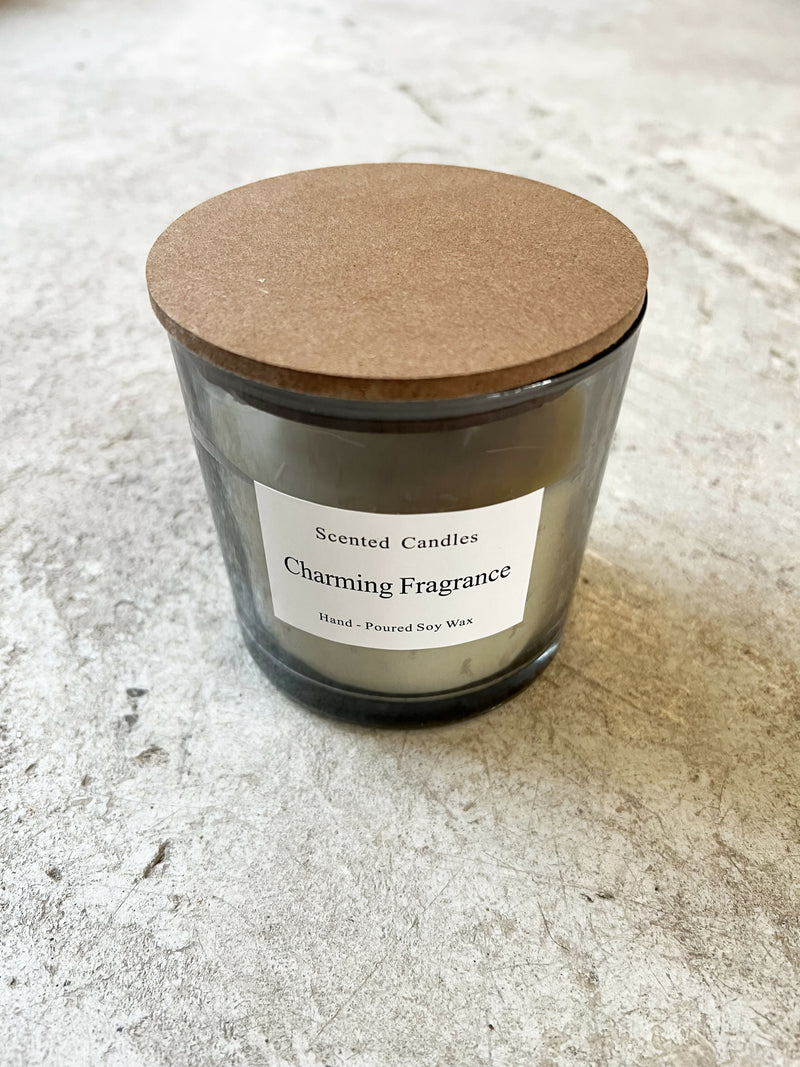 Scented Candles
Charming Fragrance
Hand - Poured Soy Wax